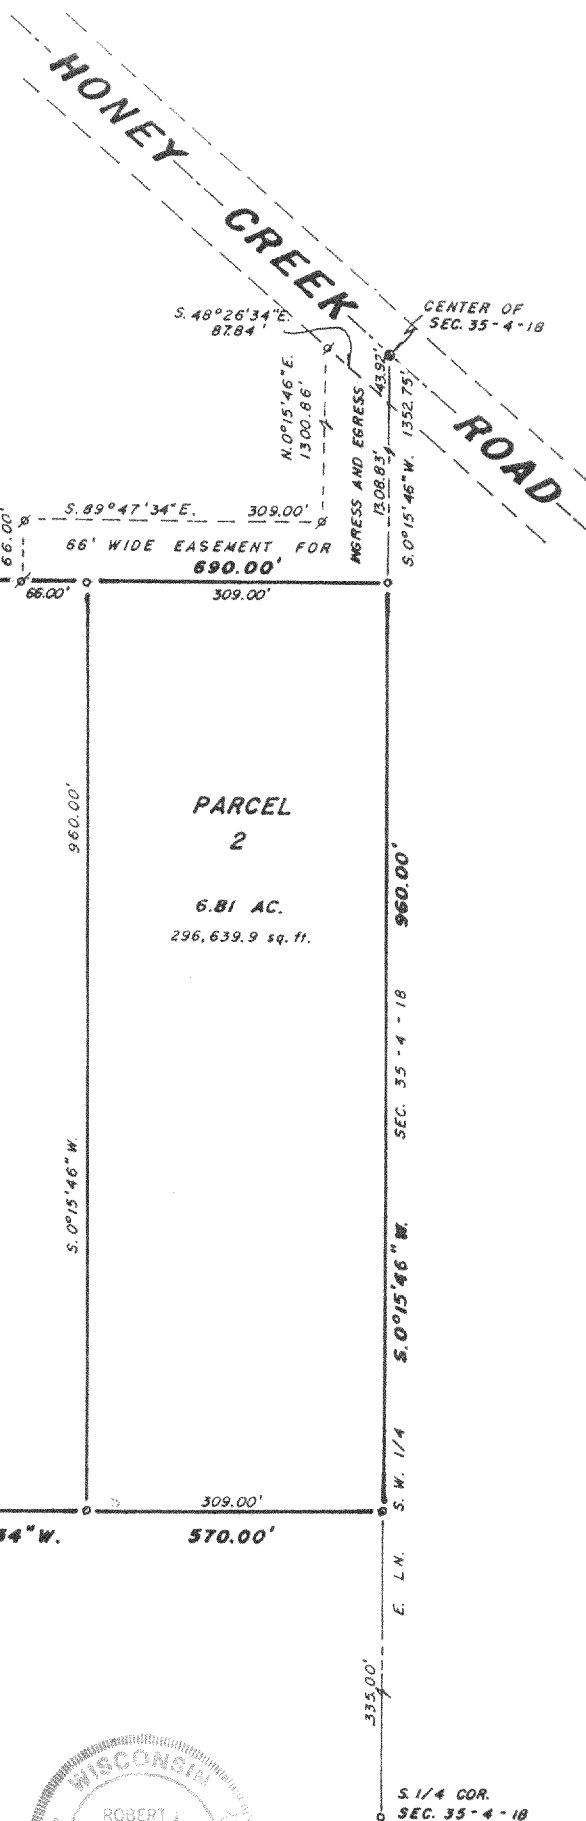 HONEY
CREEK
ROAD
CENTER OF
SEC. 35-4-18
S. 48°26'34"E.
87.84'
N.0°15'46"E.
1300.86'
INGRESS AND EGRESS
43.92'
1308.83'
S.0°15'46"W. 1352.75'
S.89°47'34"E. 309.00'
66.00'
66' WIDE EASEMENT FOR
690.00'
66.00'
309.00'
960.00'
S.0°15'46"W.
PARCEL
2
6.81 AC.
296,639.9 sq.ft.
960.00'
S.0°15'46"W.
E. LN. S.W. 1/4 SEC. 35-4-18
309.00'
34"W.
570.00'
335.00'
S. 1/4 COR.
SEC. 35-4-18
WISCONSIN
ROBERT J.